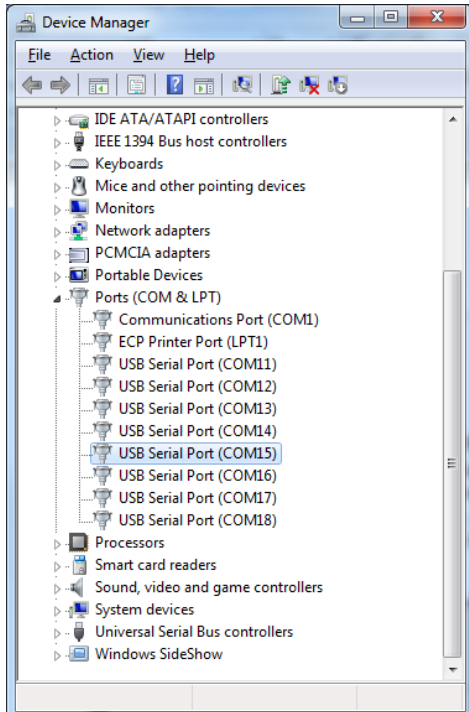 Device Manager
File Action View Help
IDE ATA/ATAPI controllers
IEEE 1394 Bus host controllers
Keyboards
Mice and other pointing devices
Monitors
Network adapters
PCMCIA adapters
Portable Devices
Ports (COM & LPT)
Communications Port (COM1)
ECP Printer Port (LPT1)
USB Serial Port (COM11)
USB Serial Port (COM12)
USB Serial Port (COM13)
USB Serial Port (COM14)
USB Serial Port (COM15)
USB Serial Port (COM16)
USB Serial Port (COM17)
USB Serial Port (COM18)
Processors
Smart card readers
Sound, video and game controllers
System devices
Universal Serial Bus controllers
Windows SideShow